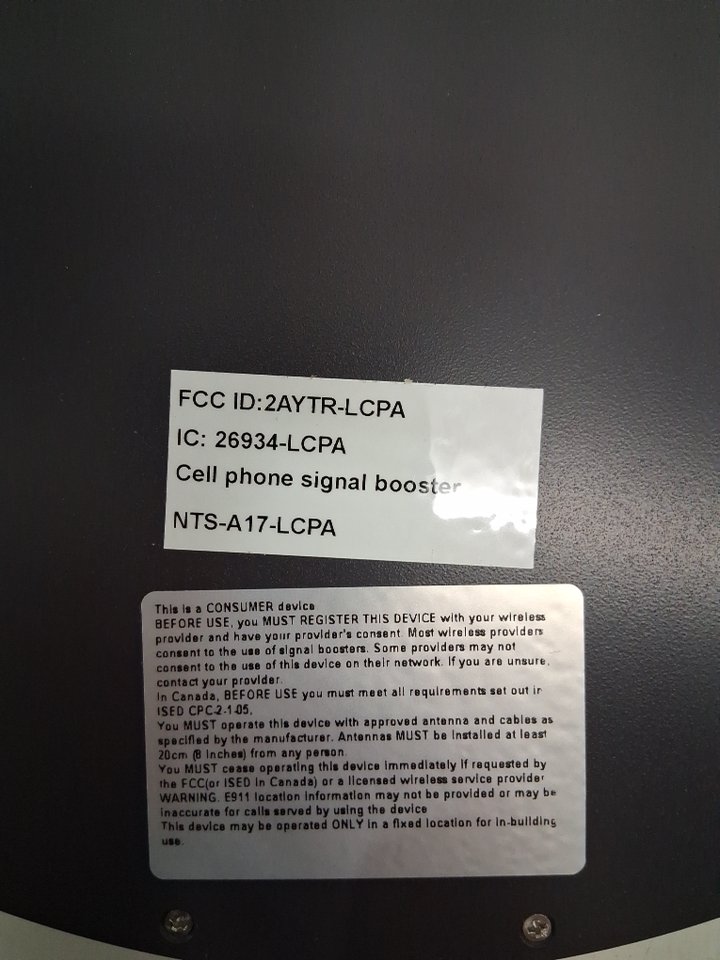 FCC ID:2AYTR-LCPA
IC: 26934-LCPA
Cell phone signal booster
NTS-A17-LCPA
This is a CONSUMER device
BEFORE USE, you MUST REGISTER THIS DEVICE with your wireless
provider and have your provider's consent. Most wireless providers
consent to the use of signal boosters. Some providers may not
consent to the use of this device on their network. If you are unsure,
contact your provider.
In Canada, BEFORE USE you must meet all requirements set out in
ISED CPC-2-1-05.
You MUST operate this device with approved antenna and cables as
specified by the manufacturer. Antennas MUST be installed at least
20cm (8 inches) from any person.
You MUST cease operating this device immediately if requested by
the FCC(or ISED in Canada) or a licensed wireless service provider
WARNING. E911 location information may not be provided or may be
inaccurate for calls served by using the device
This device may be operated ONLY in a fixed location for in-building
use.